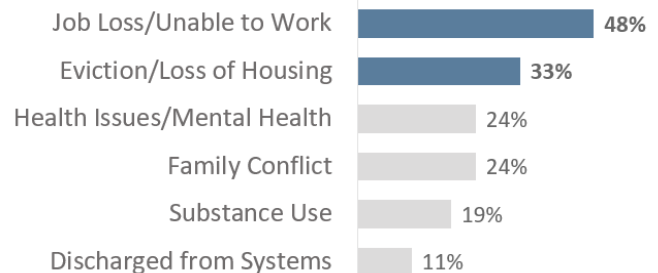 Job Loss/Unable to Work 48%
Eviction/Loss of Housing 33%
Health Issues/Mental Health 24%
Family Conflict 24%
Substance Use 19%
Discharged from Systems 11%